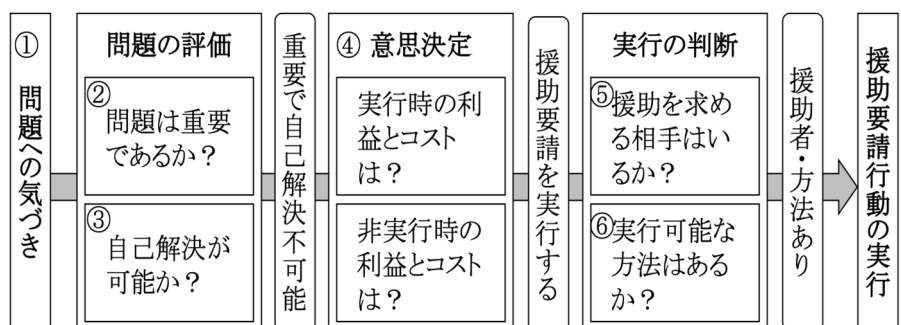 ① 問題への気づき
問題の評価
②
問題は重要
であるか？
③
自己解決が
可能か？
重要で自己解決不可能
④ 意思決定
実行時の利
益とコスト
は？
非実行時の
利益とコスト
は？
援助要請を実行する
実行の判断
⑤援助を求め
る相手はい
るか？
⑥実行可能な
方法はある
か？
援助者・方法あり
援助要請行動の実行